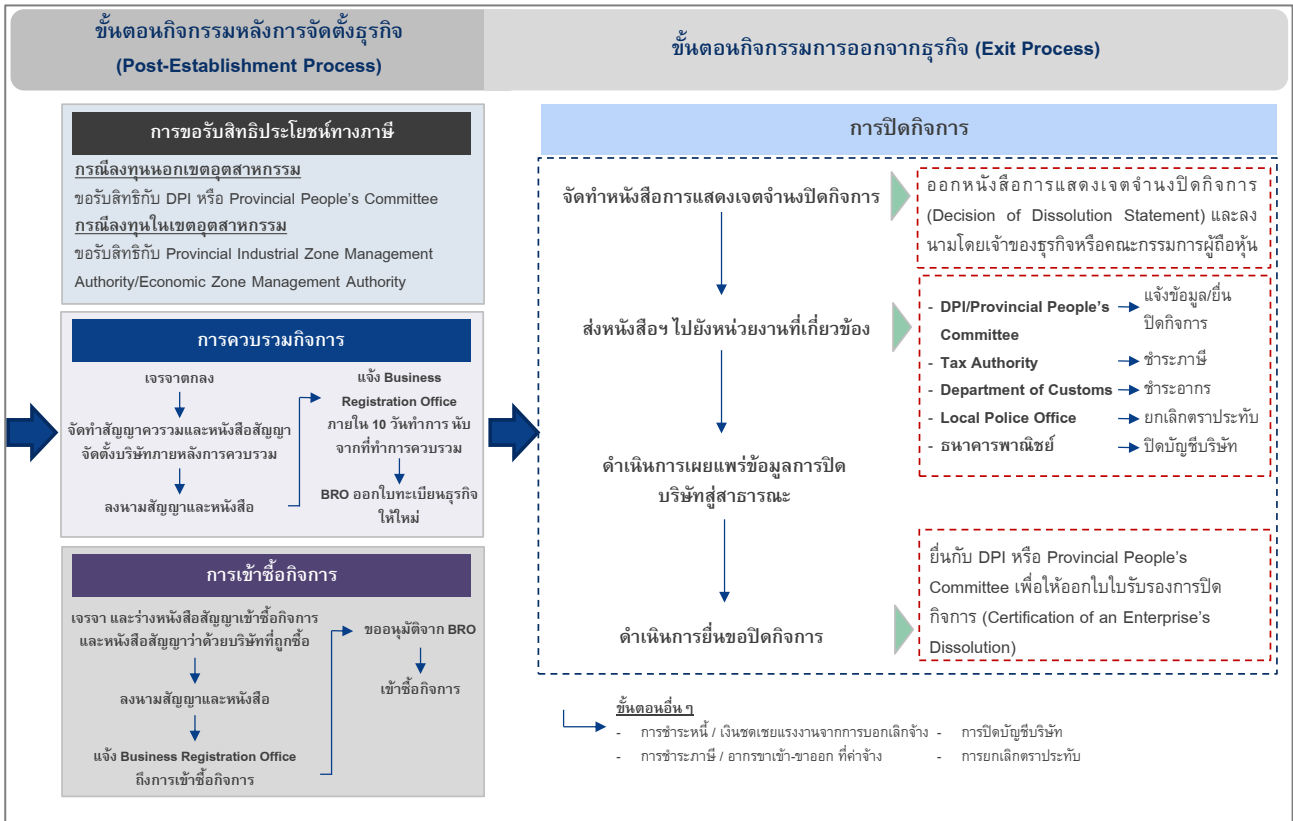 ขั้นตอนกิจกรรมหลังการจัดตั้งธุรกิจ
(Post-Establishment Process)
ขั้นตอนกิจกรรมการออกจากธุรกิจ (Exit Process)
การขอรับสิทธิประโยชน์ทางภาษี
กรณีลงทุนนอกเขตอุตสาหกรรม
ขอรับสิทธิกับ DPI หรือ Provincial People's Committee
กรณีลงทุนในเขตอุตสาหกรรม
ขอรับสิทธิกับ Provincial Industrial Zone Management
Authority/Economic Zone Management Authority
การควบรวมกิจการ
เจรจาตกลง
จัดทำสัญญาควรรวมและหนังสือสัญญา
จัดตั้งบริษัทภายหลังการควบรวม
ลงนามสัญญาและหนังสือ
แจ้ง Business
Registration Office
ภายใน 10 วันทำการ นับ
จากที่ทำการควบรวม
BRO ออกใบทะเบียนธุรกิจ
ให้ใหม่
การเข้าซื้อกิจการ
เจรจา และร่างหนังสือสัญญาเข้าซื้อกิจการ
และหนังสือสัญญาว่าด้วยบริษัทที่ถูกซื้อ
ลงนามสัญญาและหนังสือ
แจ้ง Business Registration Office
ถึงการเข้าซื้อกิจการ
ขออนุมัติจาก BRO
เข้าซื้อกิจการ
การปิดกิจการ
จัดทำหนังสือการแสดงเจตจำนงปิดกิจการ
ออกหนังสือการแสดงเจตจำนงปิดกิจการ
(Decision of Dissolution Statement) และลง
นามโดยเจ้าของธุรกิจหรือคณะกรรมการผู้ถือหุ้น
ส่งหนังสือฯ ไปยังหน่วยงานที่เกี่ยวข้อง
- DPI/Provincial People's
Committee
แจ้งข้อมูล/ยื่น
ปิดกิจการ
- Tax Authority ชำระภาษี
- Department of Customs ชำระอากร
- Local Police Office ยกเลิกตราประทับ
- ธนาคารพาณิชย์ ปิดบัญชีบริษัท
ดำเนินการเผยแพร่ข้อมูลการปิด
บริษัทสู่สาธารณะ
ดำเนินการยื่นขอปิดกิจการ
ยื่นกับ DPI หรือ Provincial People's
Committee เพื่อให้ออกใบใบรับรองการปิด
กิจการ (Certification of an Enterprise's
Dissolution)
ขั้นตอนอื่น ๆ
- การชำระหนี้ / เงินชดเชยแรงงานจากการบอกเลิกจ้าง - การปิดบัญชีบริษัท
- การชำระภาษี / อากรขาเข้า-ขาออก ที่ค่าจ้าง - การยกเลิกตราประทับ